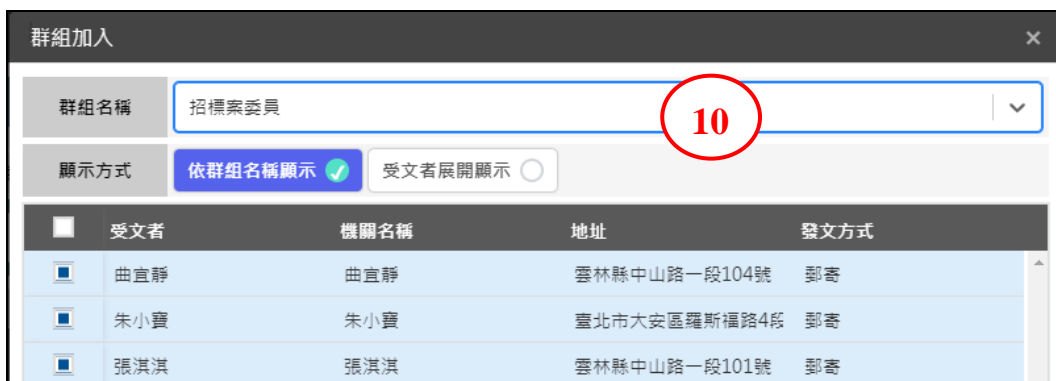 群組加入 ×
群組名稱 招標案委員 10
顯示方式 依群組名稱顯示 受文者展開顯示
受文者 機關名稱 地址 發文方式
曲宜靜 曲宜靜 雲林縣中山路一段104號 郵寄
朱小寶 朱小寶 臺北市大安區羅斯福路4段 郵寄
張淇淇 張淇淇 雲林縣中山路一段101號 郵寄